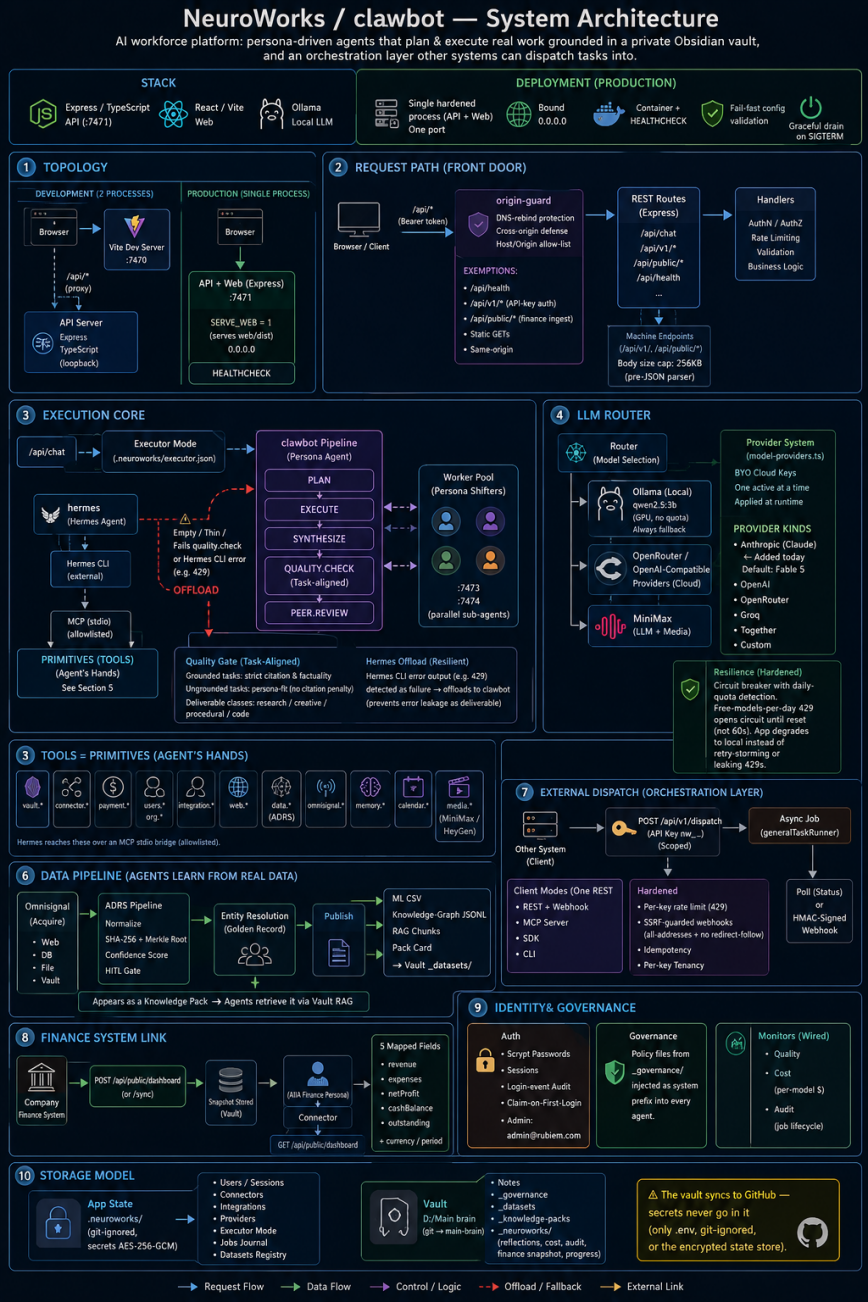 NeuroWorks / clawbot — System Architecture
AI workforce platform: persona-driven agents that plan & execute real work grounded in a private Obsidian vault,
and an orchestration layer other systems can dispatch tasks into.
STACK
JS
Express / TypeScript
API (:7471)
React / Vite
Web
Ollama
Local LLM
DEPLOYMENT (PRODUCTION)
Single hardened
process (API + Web)
One port
Bound
0.0.0.0
Container +
HEALTHCHECK
Fail-fast config
validation
Graceful drain
on SIGTERM
1 TOPOLOGY
DEVELOPMENT (2 PROCESSES)
Browser
Vite Dev Server
:7470
/api/*
(proxy)
API Server
Express
TypeScript
(loopback)
PRODUCTION (SINGLE PROCESS)
Browser
API + Web (Express)
:7471
SERVE_WEB = 1
(serves web/dist)
0.0.0.0
HEALTHCHECK
2 REQUEST PATH (FRONT DOOR)
Browser / Client
/api/*
(Bearer token)
origin-guard
DNS-rebind protection
Cross-origin defense
Host/Origin allow-list
EXEMPTIONS:
• /api/health
• /api/v1/* (API-key auth)
• /api/public/* (finance ingest)
• Static GETs
• Same-origin
REST Routes
(Express)
/api/chat
/api/v1/*
/api/public/*
/api/health
...
Machine Endpoints
(/api/v1/, /api/public/*)
Body size cap: 256KB
(pre-JSON parser)
Handlers
AuthN / AuthZ
Rate Limiting
Validation
Business Logic
3 EXECUTION CORE
/api/chat
Executor Mode
(.neuroworks/executor.json)
hermes
(Hermes Agent)
Hermes CLI
(external)
MCP (stdio)
(allowlisted)
PRIMITIVES (TOOLS)
(Agent's Hands)
See Section 5
Empty / Thin /
Fails quality.check
or Hermes CLI error
(e.g. 429)
OFFLOAD
clawbot Pipeline
(Persona Agent)
PLAN
EXECUTE
SYNTHESIZE
QUALITY.CHECK
(Task-aligned)
PEER.REVIEW
Worker Pool
(Persona Shifters)
:7473
:7474
(parallel sub-agents)
Quality Gate (Task-Aligned)
Grounded tasks: strict citation & factuality
Ungrounded tasks: persona-fit (no citation penalty)
Deliverable classes: research / creative /
procedural / code
Hermes Offload (Resilient)
Hermes CLI error output (e.g. 429)
detected as failure → offloads to clawbot
(prevents error leakage as deliverable)
4 LLM ROUTER
Router
(Model Selection)
Ollama (Local)
qwen2.5:3b
(GPU, no quota)
Always fallback
OpenRouter /
OpenAI-Compatible
Providers (Cloud)
MiniMax
(LLM + Media)
Provider System
(model-providers.ts)
BYO Cloud Keys
One active at a time
Applied at runtime
PROVIDER KINDS
• Anthropic (Claude)
← Added today
Default: Fable 5
• OpenAI
• OpenRouter
• Groq
• Together
• Custom
Resilience (Hardened)
Circuit breaker with daily-
quota detection.
Free-models-per-day 429
opens circuit until reset
(not 60s). App degrades
to local instead of
retry-storming or
leaking 429s.
3 TOOLS = PRIMITIVES (AGENT'S HANDS)
vault.*
connector.*
payment.*
users.*
org.*
integration.*
web.*
data.*
(ADRS)
omnisignal.*
memory.*
calendar.*
media.*
(MiniMax /
HeyGen)
Hermes reaches these over an MCP stdio bridge (allowlisted).
7 EXTERNAL DISPATCH (ORCHESTRATION LAYER)
Other System
(Client)
POST /api/v1/dispatch
(API Key nw_...)
(Scoped)
Async Job
(generalTaskRunner)
Client Modes (One REST
• REST + Webhook
• MCP Server
• SDK
• CLI
Hardened
• Per-key rate limit (429)
• SSRF-guarded webhooks
(all-addresses + no redirect-follow)
• Idempotency
• Per-key Tenancy
Poll (Status)
or
HMAC-Signed
Webhook
6 DATA PIPELINE (AGENTS LEARN FROM REAL DATA)
Omnisignal
(Acquire)
• Web
• DB
• File
• Vault
ADRS Pipeline
Normalize
SHA-256 + Merkle Root
Confidence Score
HITL Gate
Entity Resolution
(Golden Record)
Publish
ML CSV
Knowledge-Graph JSONL
RAG Chunks
Pack Card
→ Vault _datasets/
Appears as a Knowledge Pack → Agents retrieve it via Vault RAG
8 FINANCE SYSTEM LINK
Company
Finance System
POST /api/public/dashboard
(or /sync)
Snapshot Stored
(Vault)
(AIIA Finance Persona)
Connector
GET /api/public/dashboard
5 Mapped Fields
• revenue
• expenses
• netProfit
• cashBalance
• outstanding
+ currency / period
9 IDENTITY& GOVERNANCE
Auth
• Scrypt Passwords
• Sessions
• Login-event Audit
• Claim-on-First-Login
• Admin:
admin@rubiem.com
Governance
Policy files from
_governance/
injected as system
prefix into every
agent.
Monitors (Wired)
• Quality
• Cost
(per-model $)
• Audit
(job lifecycle)
10 STORAGE MODEL
App State
.neuroworks/
(git-ignored,
secrets AES-256-GCM)
• Users / Sessions
• Connectors
• Integrations
• Providers
• Executor Mode
• Jobs Journal
• Datasets Registry
Vault
D:/Main brain
(git → main-brain)
• Notes
• _governance
• _datasets
• _knowledge-packs
• _neuroworks/
(reflections, cost, audit,
finance snapshot, progress)
⚠ The vault syncs to GitHub —
secrets never go in it
(only .env, git-ignored,
or the encrypted state store).
Request Flow
Data Flow
Control / Logic
Offload / Fallback
External Link